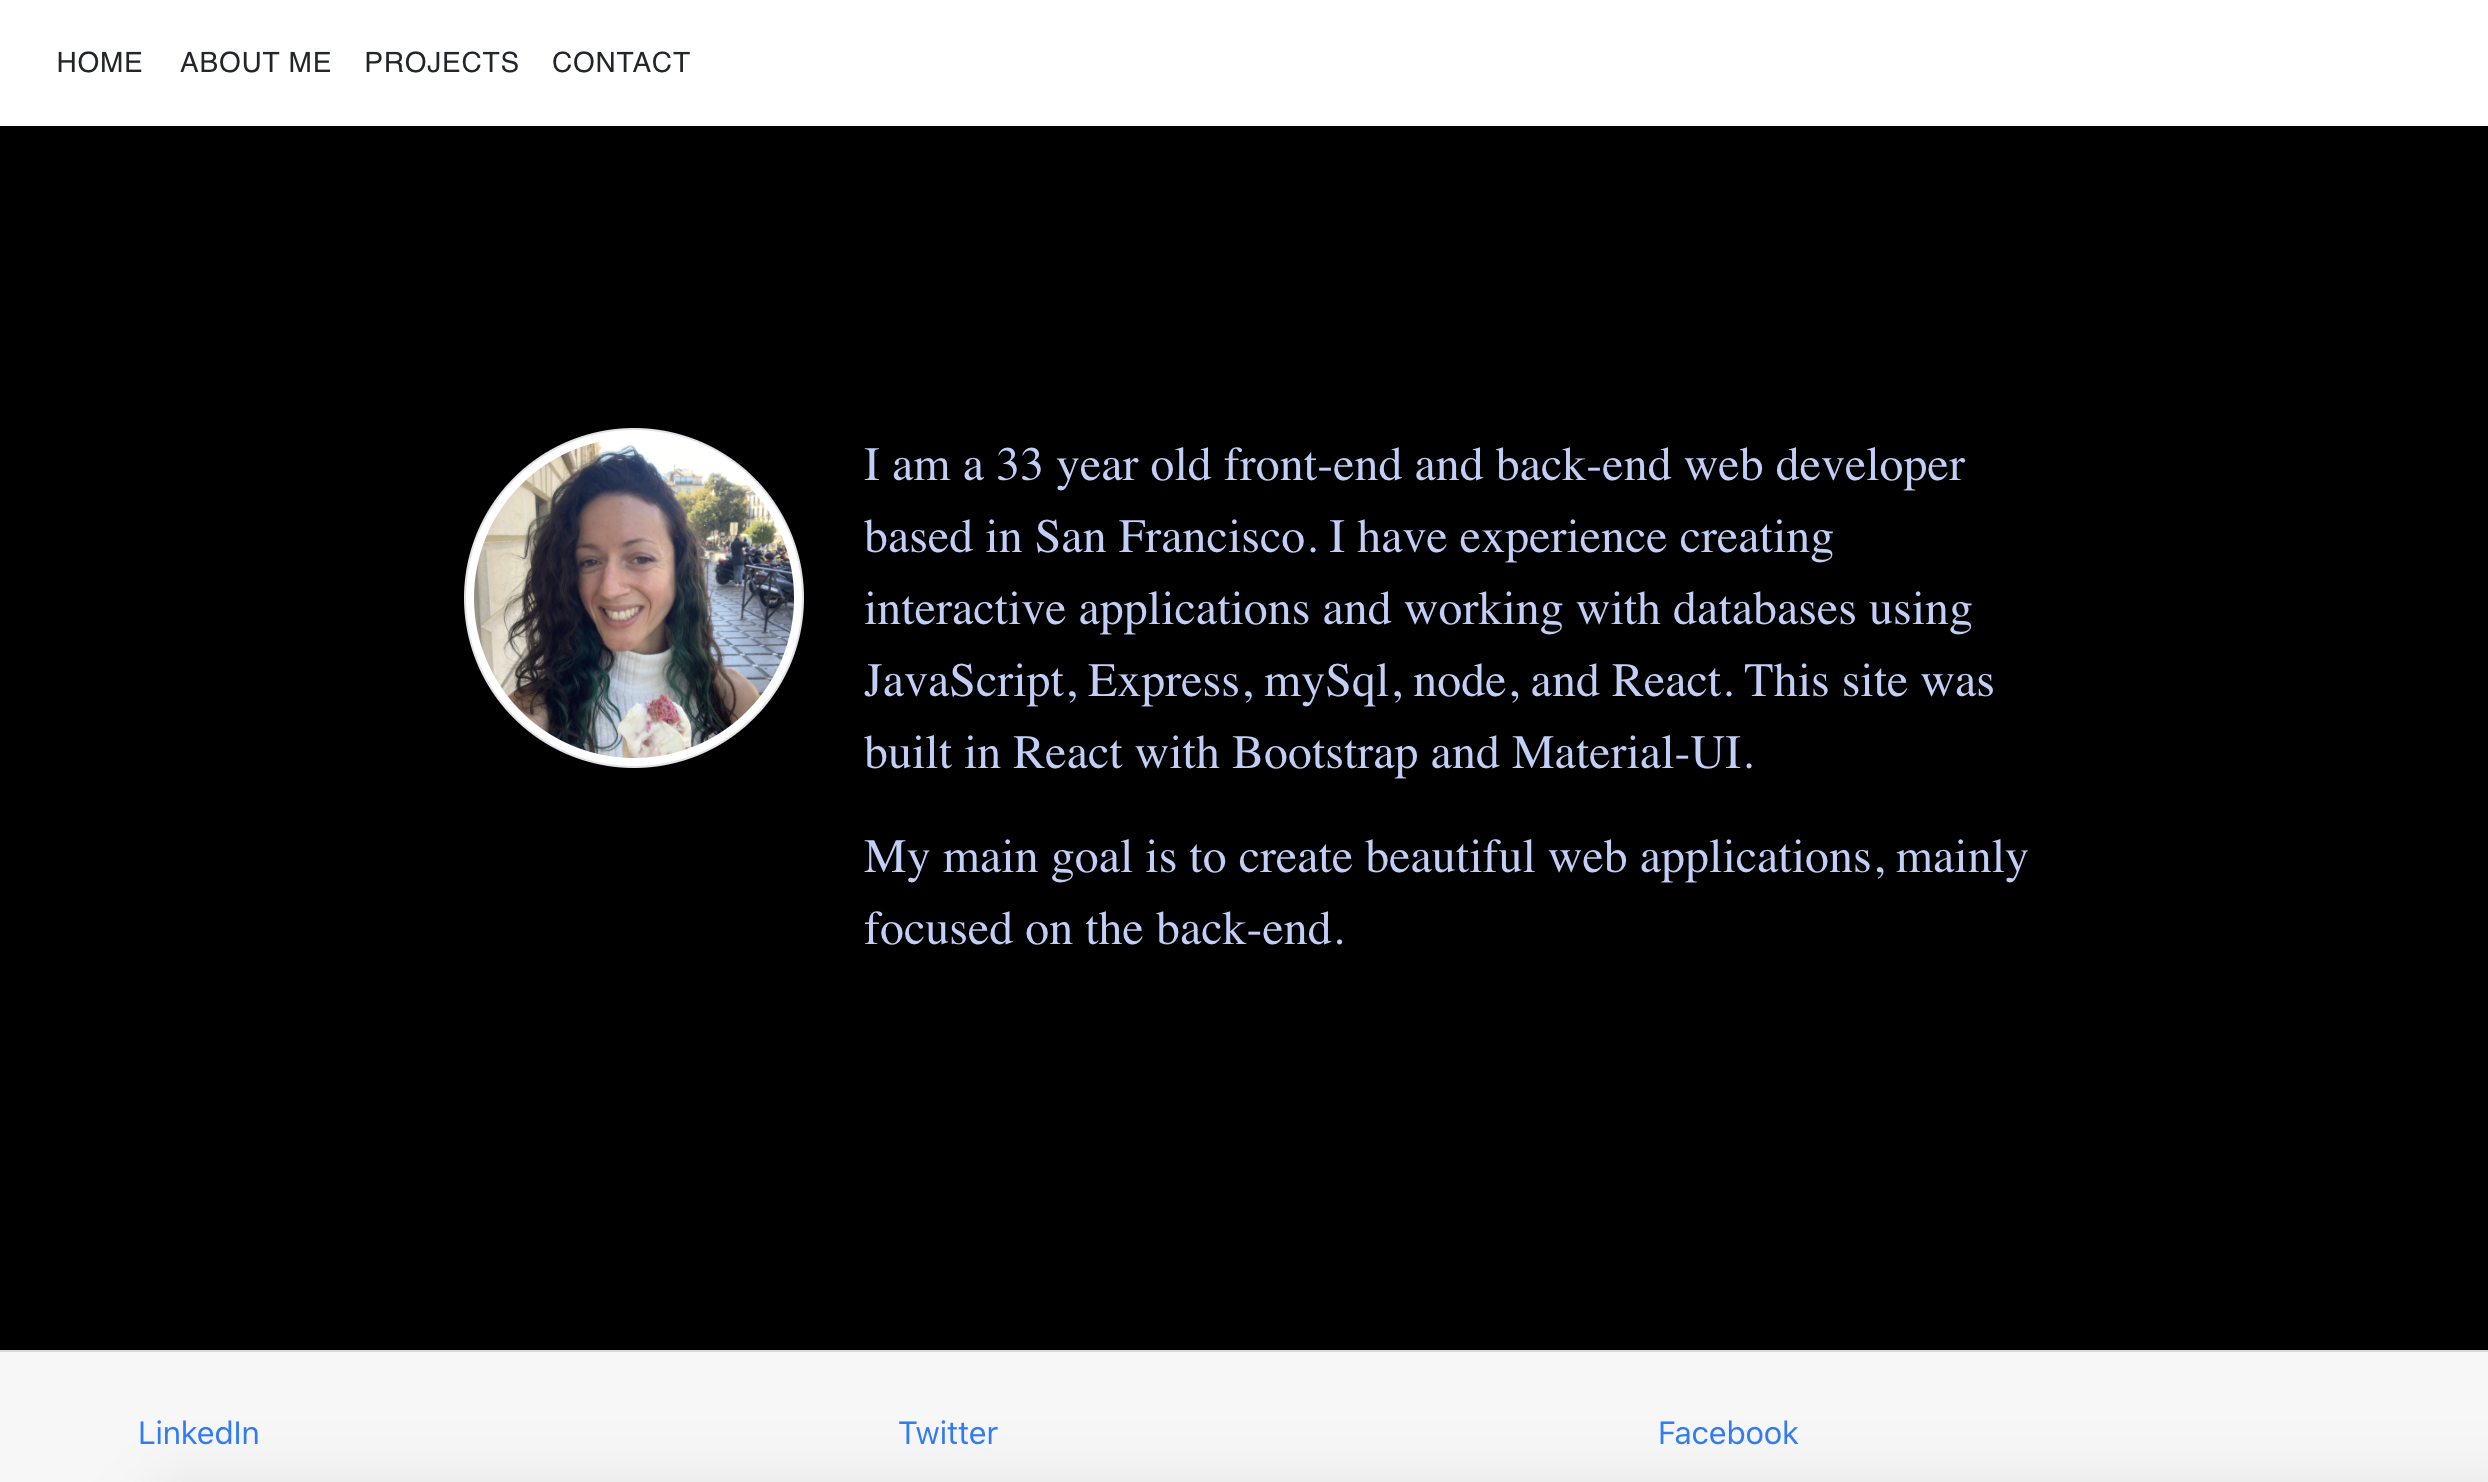 HOME ABOUT ME PROJECTS CONTACT
I am a 33 year old front-end and back-end web developer
based in San Francisco. I have experience creating
interactive applications and working with databases using
JavaScript, Express, mySql, node, and React. This site was
built in React with Bootstrap and Material-UI.
My main goal is to create beautiful web applications, mainly
focused on the back-end.
LinkedIn Twitter Facebook